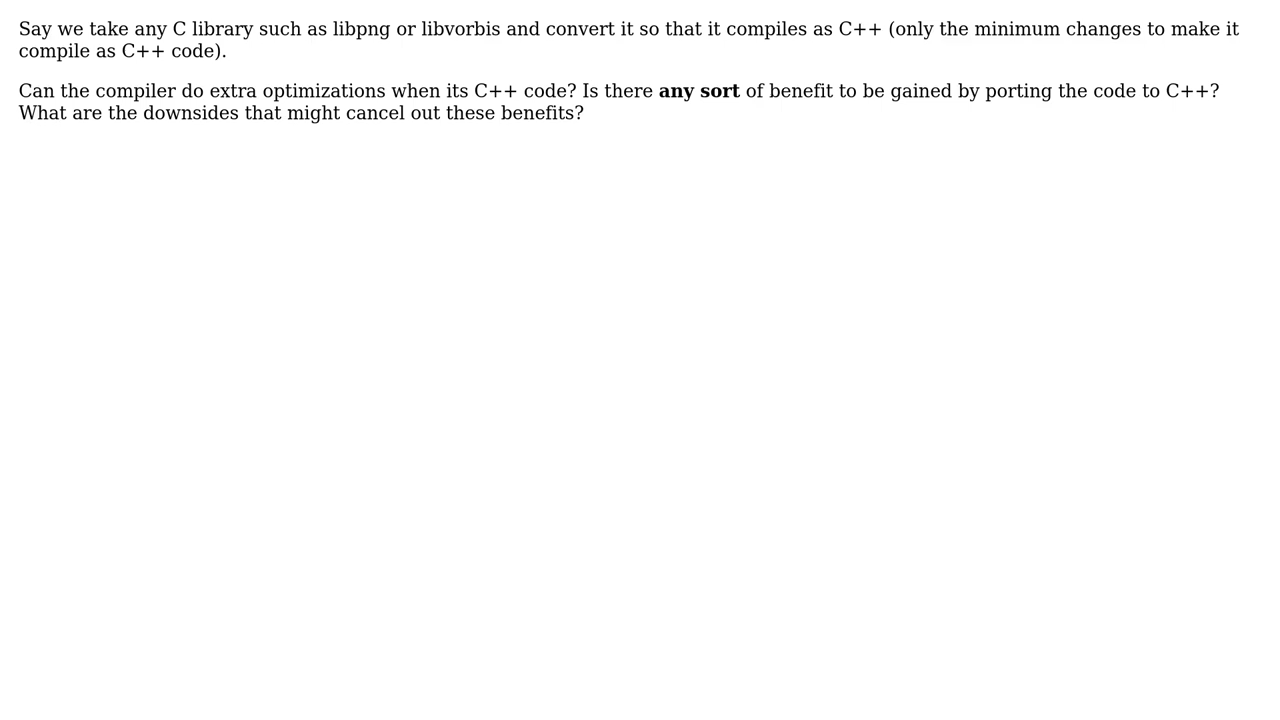 Say we take any C library such as libpng or libvorbis and convert it so that it compiles as C++ (only the minimum changes to make it
compile as C++ code).
Can the compiler do extra optimizations when its C++ code? Is there any sort of benefit to be gained by porting the code to C++?
What are the downsides that might cancel out these benefits?